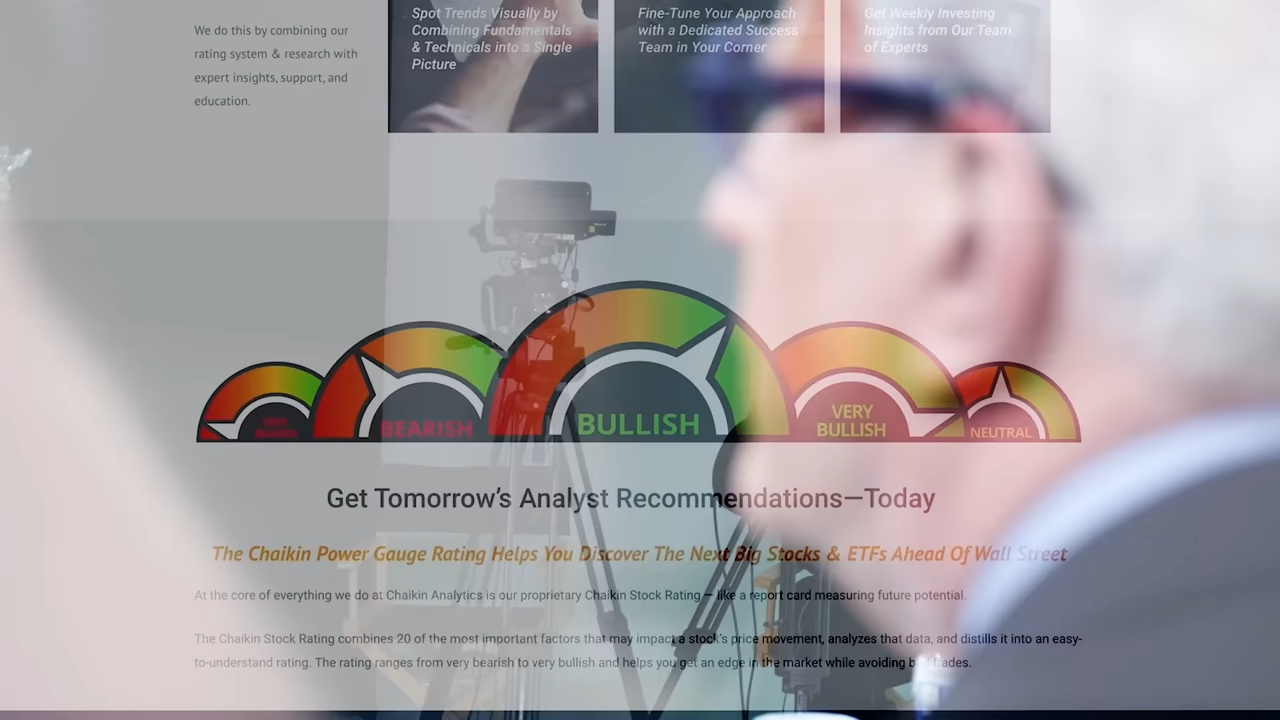 We do this by combining our
rating system & research with
expert insights, support, and
education.
Spot Trends Visually by
Combining Fundamentals
& Technicals into a Single
Picture
Fine-Tune Your Approach
with a Dedicated Success
Team in Your Corner
Get Weekly Investing
Insights from Our Team
of Experts
BEARISH
BULLISH
VERY
BULLISH
NEUTRAL
Get Tomorrow’s Analyst Recommendations—Today
The Chaikin Power Gauge Rating Helps You Discover The Next Big Stocks & ETFs Ahead Of Wall Street
At the core of everything we do at Chaikin Analytics is our proprietary Chaikin Stock Rating — like a report card measuring future potential.
The Chaikin Stock Rating combines 20 of the most important factors that may impact a stock’s price movement, analyzes that data, and distills it into an easy-
to-understand rating. The rating ranges from very bearish to very bullish and helps you get an edge in the market while avoiding trades.